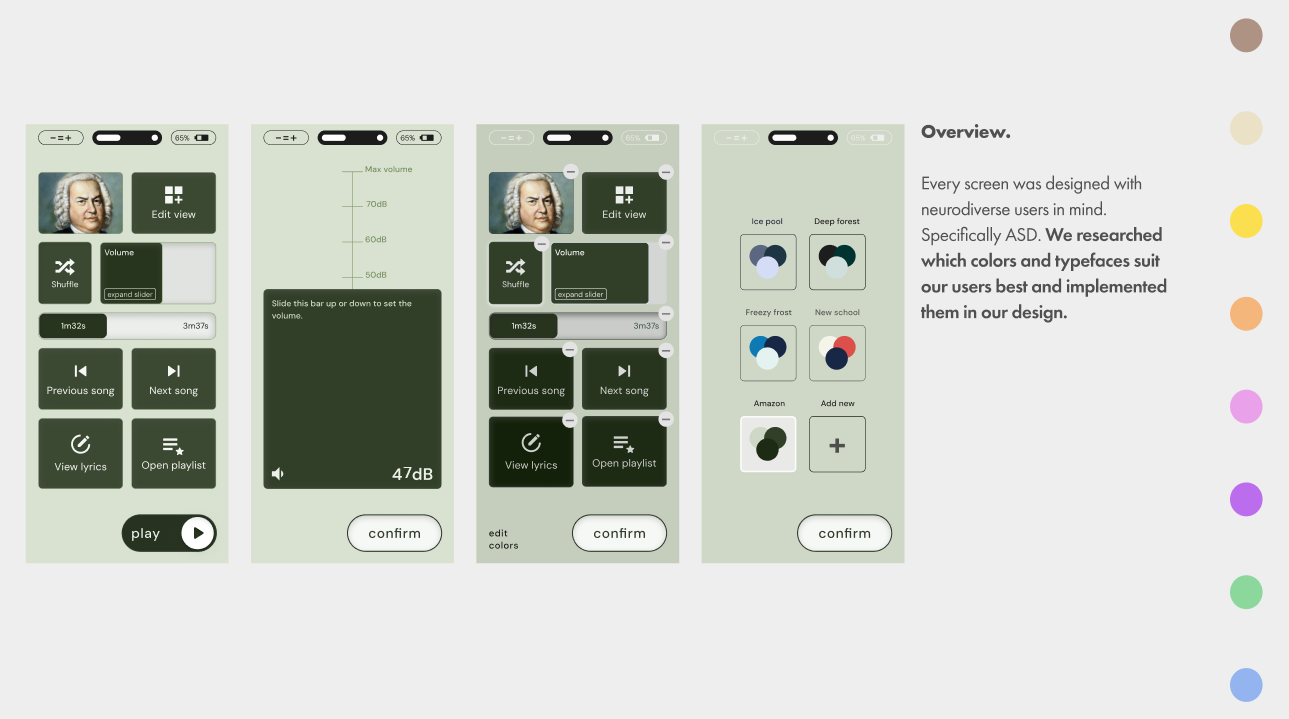 − = +
65%
Edit view
Volume
Shuffle
expand slider
1m32s
3m37s
Previous song
Next song
View lyrics
Open playlist
play
− = +
65%
Max volume
70dB
60dB
50dB
Slide this bar up or down to set the
volume.
47dB
confirm
− = +
65%
Edit view
Volume
Shuffle
expand slider
1m32s
3m37s
Previous song
Next song
View lyrics
Open playlist
edit
colors
confirm
− = +
65%
Ice pool
Deep forest
Freezy frost
New school
Amazon
Add new
confirm
Overview.
Every screen was designed with
neurodiverse users in mind.
Specifically ASD. We researched
which colors and typefaces suit
our users best and implemented
them in our design.